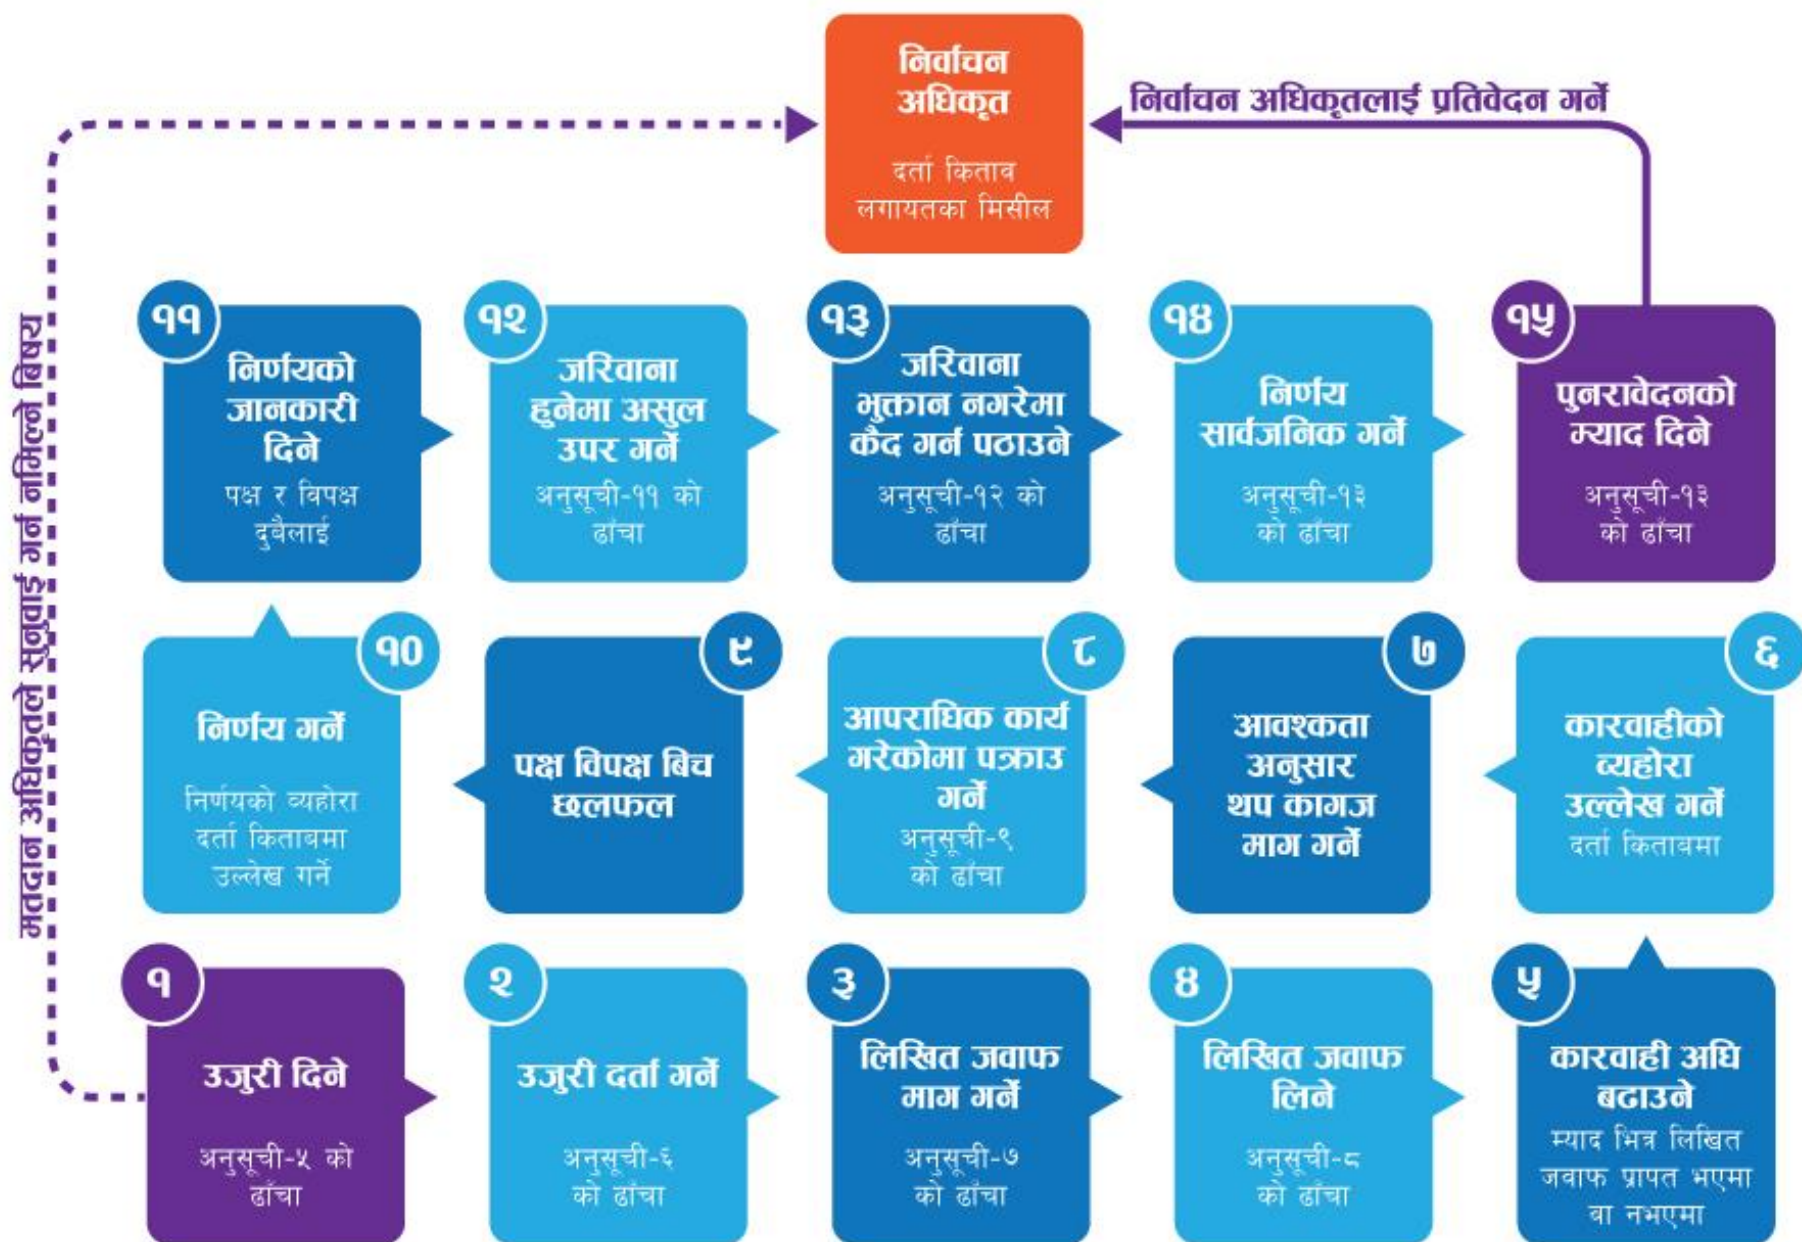 निर्वाचन
अधिकृत
दर्ता किताव
लगायतका मिसील
निर्वाचन अधिकृतलाई प्रतिवेदन गर्ने
मतदान अधिकृतले सुनुवाई गर्न नमिल्ने बिषय
११
निर्णयको
जानकारी
दिने
पक्ष र विपक्ष
दुबैलाई
१२
जरिवाना
हुनेमा असुल
उपर गर्ने
अनुसूची-११ को
ढाँचा
१३
जरिवाना
भुक्तान नगरेमा
कैद गर्न पठाउने
अनुसूची-१२ को
ढाँचा
१४
निर्णय
सार्वजनिक गर्ने
अनुसूची-१३
को ढाँचा
१५
पुनरावेदनको
म्याद दिने
अनुसूची-१३
को ढाँचा
१०
निर्णय गर्ने
निर्णयको व्यहोरा
दर्ता किताबमा
उल्लेख गर्ने
९
पक्ष विपक्ष बिच
छलफल
८
आपराधिक कार्य
गरेकोमा पक्राउ
गर्ने
अनुसूची-९
को ढाँचा
७
आवश्कता
अनुसार
थप कागज
माग गर्ने
६
कारवाहीको
व्यहोरा
उल्लेख गर्ने
दर्ता किताबमा
१
उजुरी दिने
अनुसूची-५ को
ढाँचा
२
उजुरी दर्ता गर्ने
अनुसूची-६
को ढाँचा
३
लिखित जवाफ
माग गर्ने
अनुसूची-७
को ढाँचा
४
लिखित जवाफ
लिने
अनुसूची-८
को ढाँचा
५
कारवाही अघि
बढाउने
म्याद भित्र लिखित
जवाफ प्रापत भएमा
बा नभएमा